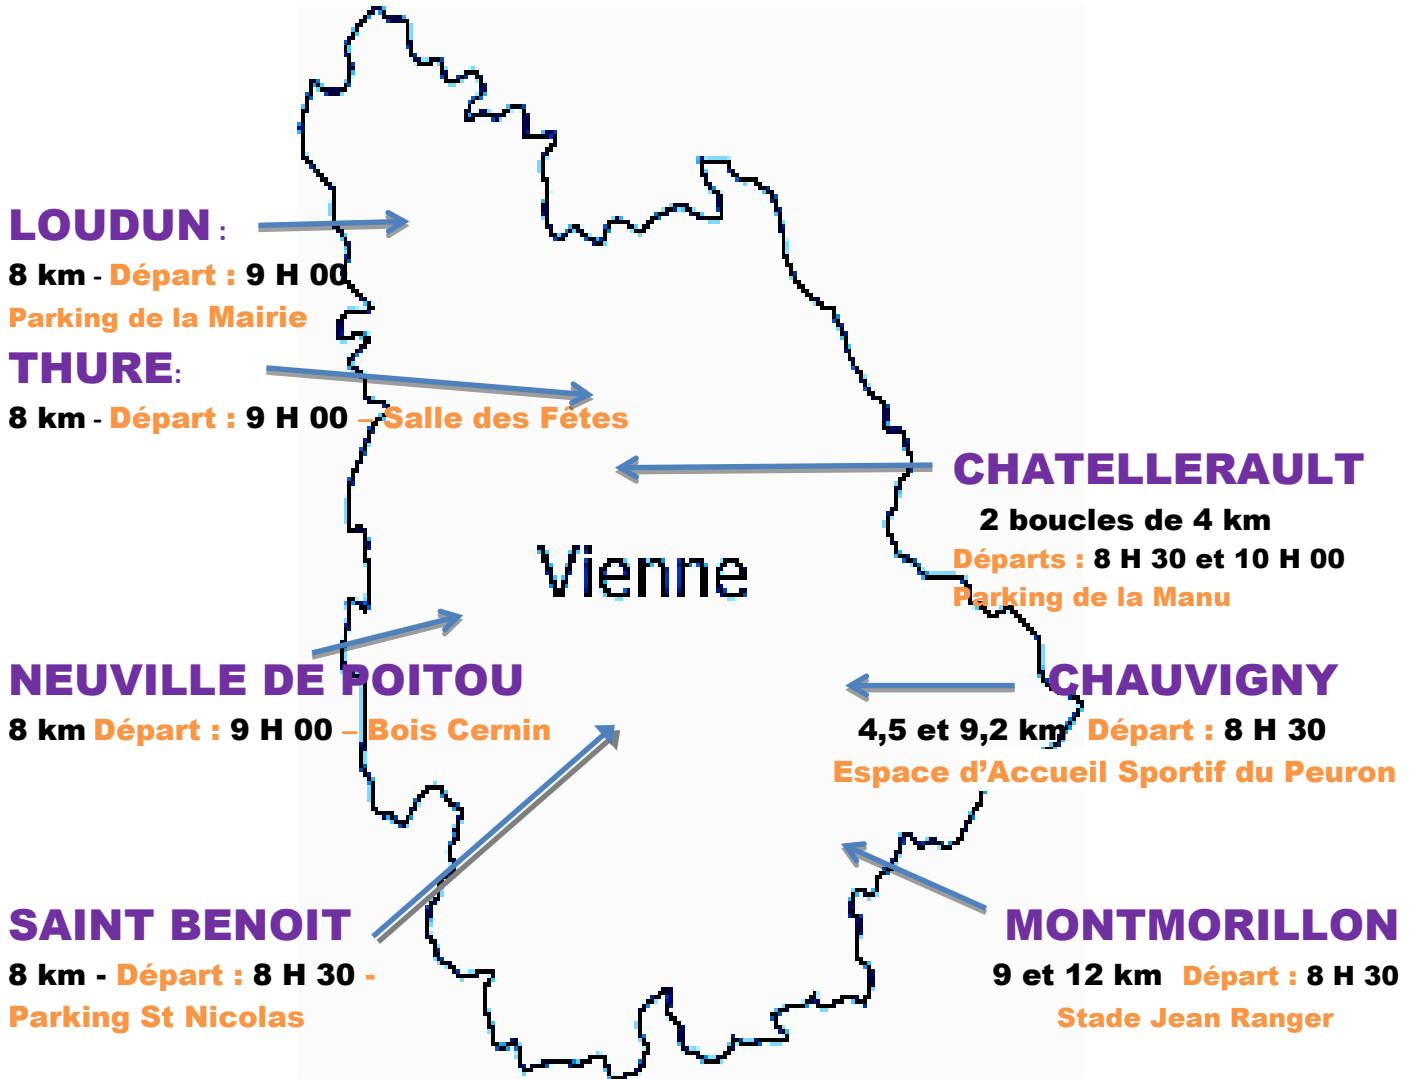 LOUDUN :
8 km - Départ : 9 H 00
Parking de la Mairie
THURE:
8 km - Départ : 9 H 00 – Salle des Fêtes
CHATELLERAULT
2 boucles de 4 km
Départs : 8 H 30 et 10 H 00
Parking de la Manu
Vienne
NEUVILLE DE POITOU
8 km Départ : 9 H 00 – Bois Cernin
CHAUVIGNY
4,5 et 9,2 km Départ : 8 H 30
Espace d’Accueil Sportif du Peuron
SAINT BENOIT
8 km - Départ : 8 H 30 -
Parking St Nicolas
MONTMORILLON
9 et 12 km Départ : 8 H 30
Stade Jean Ranger